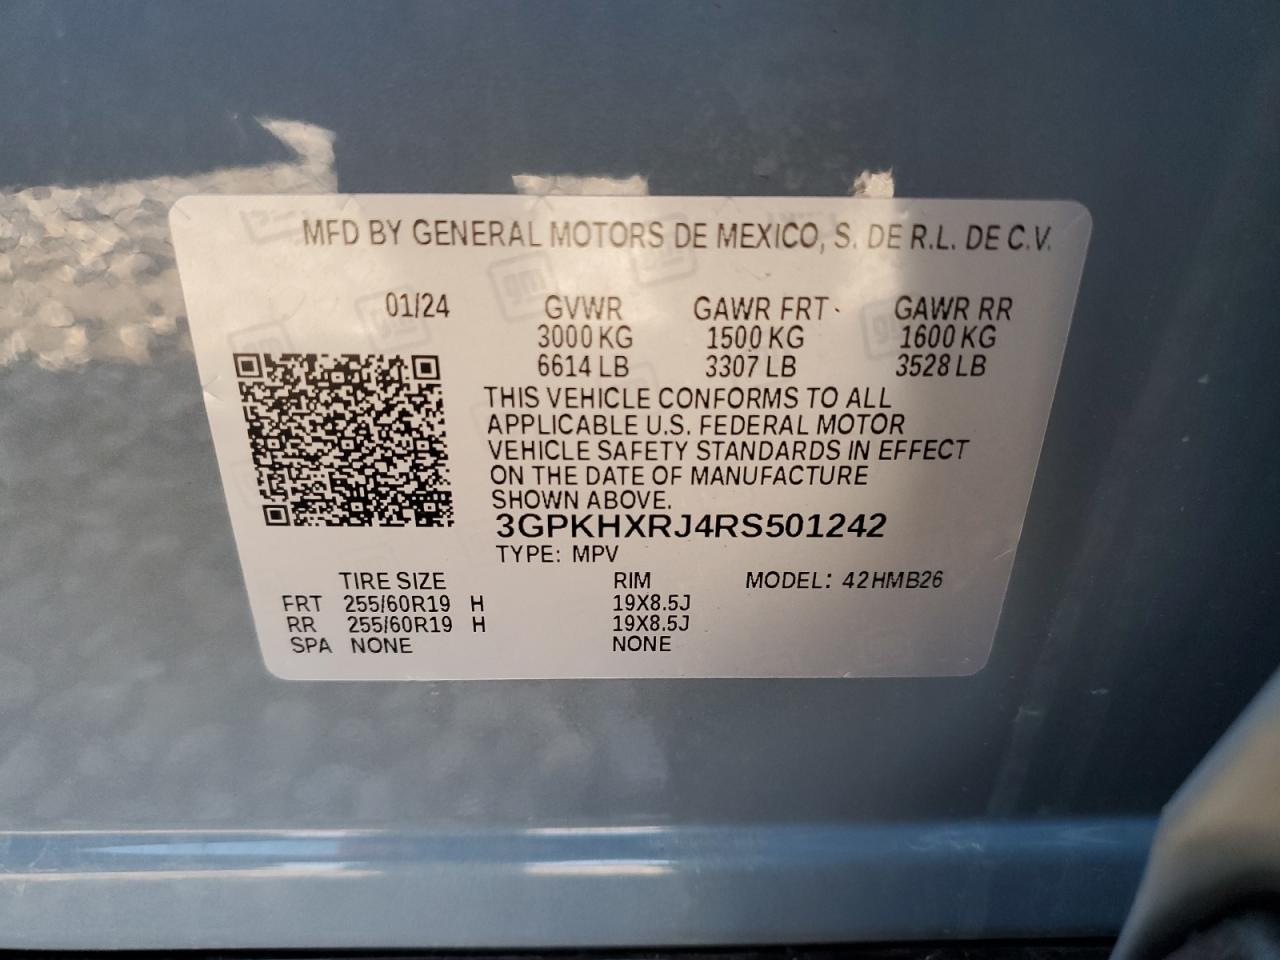 MFD BY GENERAL MOTORS DE MEXICO, S. DE R.L. DE C.V.
01/24 GVWR GAWR FRT GAWR RR
3000 KG 1500 KG 1600 KG
6614 LB 3307 LB 3528 LB
THIS VEHICLE CONFORMS TO ALL
APPLICABLE U.S. FEDERAL MOTOR
VEHICLE SAFETY STANDARDS IN EFFECT
ON THE DATE OF MANUFACTURE
SHOWN ABOVE.
3GPKHXRJ4RS501242
TYPE: MPV
TIRE SIZE RIM MODEL: 42HMB26
FRT 255/60R19 H 19X8.5J
RR 255/60R19 H 19X8.5J
SPA NONE NONE